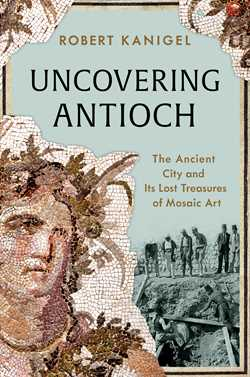 ROBERT KANIGEL
UNCOVERING
ANTIOCH
The Ancient
City and
Its Lost Treasures
of Mosaic Art